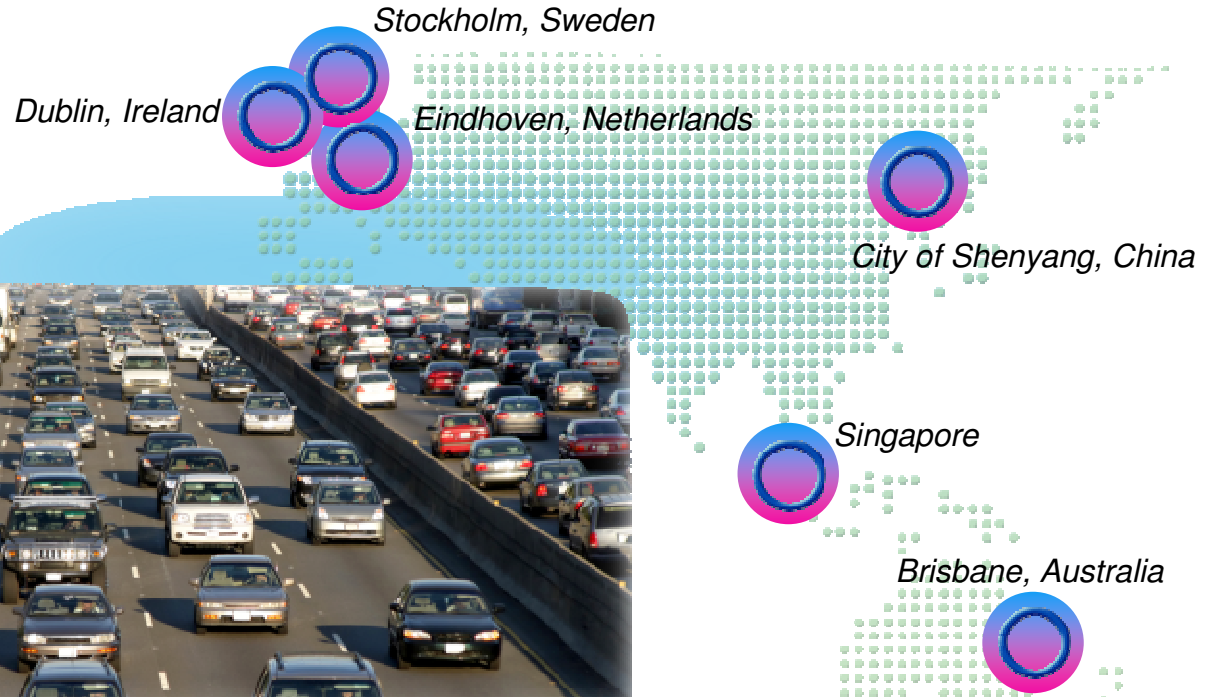 Stockholm, Sweden
Dublin, Ireland
Eindhoven, Netherlands
City of Shenyang, China
Singapore
Brisbane, Australia